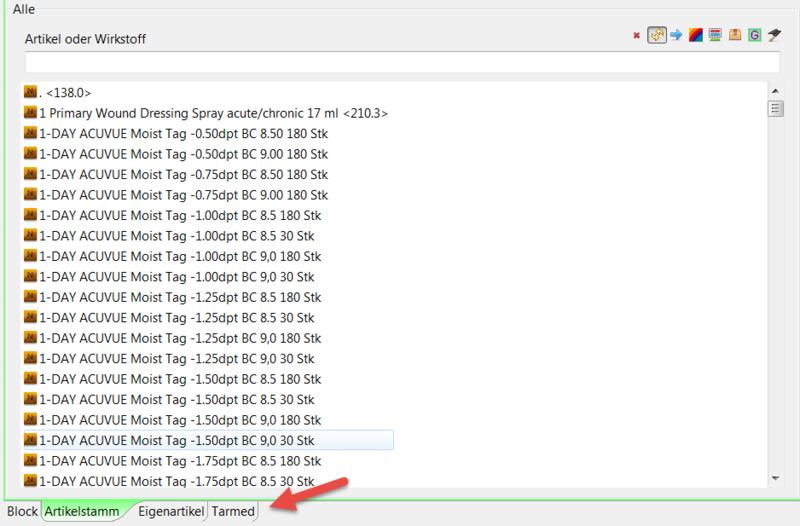 Alle
Artikel oder Wirkstoff
. <138.0>
1 Primary Wound Dressing Spray acute/chronic 17 ml <210.3>
1-DAY ACUVUE Moist Tag -0.50dpt BC 8.50 180 Stk
1-DAY ACUVUE Moist Tag -0.50dpt BC 9.00 180 Stk
1-DAY ACUVUE Moist Tag -0.75dpt BC 8.50 180 Stk
1-DAY ACUVUE Moist Tag -0.75dpt BC 9.00 180 Stk
1-DAY ACUVUE Moist Tag -1.00dpt BC 8.5 180 Stk
1-DAY ACUVUE Moist Tag -1.00dpt BC 8.5 30 Stk
1-DAY ACUVUE Moist Tag -1.00dpt BC 9,0 180 Stk
1-DAY ACUVUE Moist Tag -1.00dpt BC 9,0 30 Stk
1-DAY ACUVUE Moist Tag -1.25dpt BC 8.5 180 Stk
1-DAY ACUVUE Moist Tag -1.25dpt BC 8.5 30 Stk
1-DAY ACUVUE Moist Tag -1.25dpt BC 9,0 180 Stk
1-DAY ACUVUE Moist Tag -1.25dpt BC 9,0 30 Stk
1-DAY ACUVUE Moist Tag -1.50dpt BC 8.5 180 Stk
1-DAY ACUVUE Moist Tag -1.50dpt BC 8.5 30 Stk
1-DAY ACUVUE Moist Tag -1.50dpt BC 9,0 180 Stk
1-DAY ACUVUE Moist Tag -1.50dpt BC 9,0 30 Stk
1-DAY ACUVUE Moist Tag -1.75dpt BC 8.5 180 Stk
1-DAY ACUVUE Moist Tag -1.75dpt BC 8.5 30 Stk
Block Artikelstamm Eigenartikel Tarmed